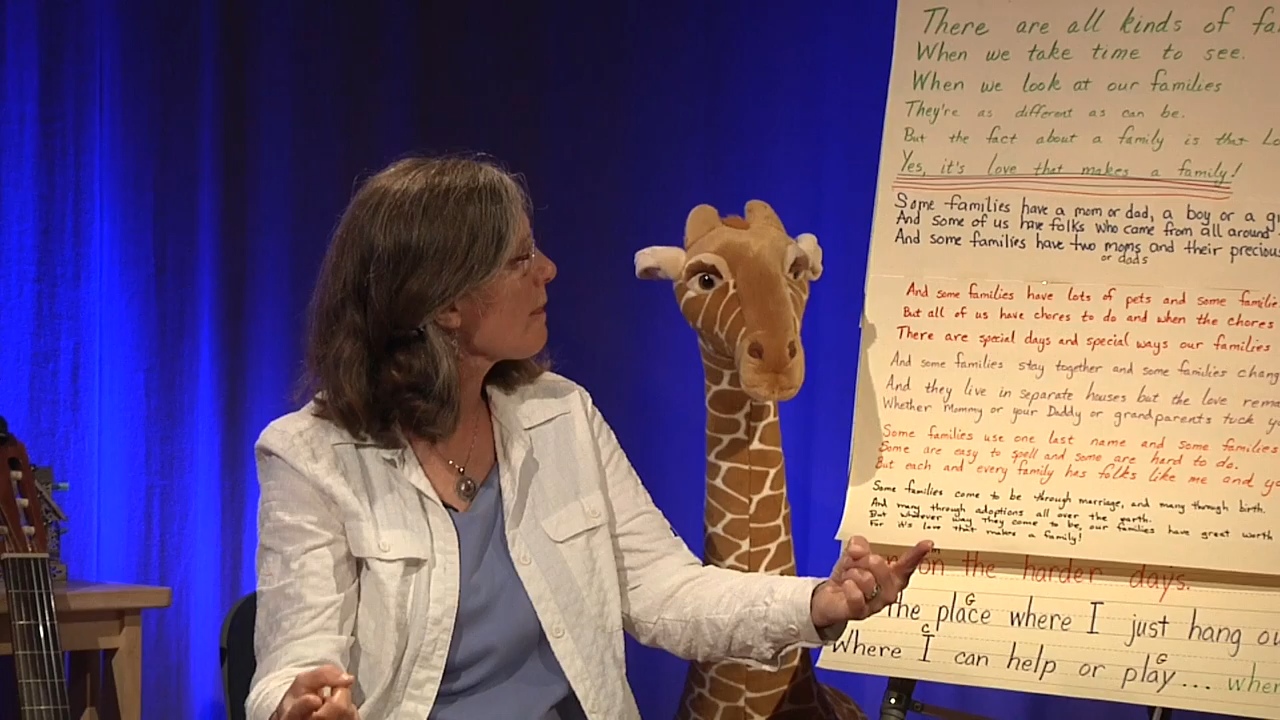 There are all kinds of fa
When we take time to see.
When we look at our families
They're as different as can be.
But the fact about a family is that Lo
Yes, it's love that makes a family!
Some families have a mom or dad, a boy or a gi
And some of us have folks who came from all around
And some families have two moms and their precious
or dads
And some families have lots of pets and some familie
But all of us have chores to do and when the chores
There are special days and special ways our families
And some families stay together and some families chang
And they live in separate houses but the love rema
Whether Mommy or your Daddy or grandparents tuck y
Some families use one last name and some families
Some are easy to spell and some are hard to do.
But each and every family has folks like me and yo
Some families come to be through marriage, and many through birth.
And many through adoptions all over the earth.
But whatever way they come to be, our families have great worth
For it's love that makes a family!
on the harder days.
G
the place where I just hang ou
C G
Where I can help or play... when